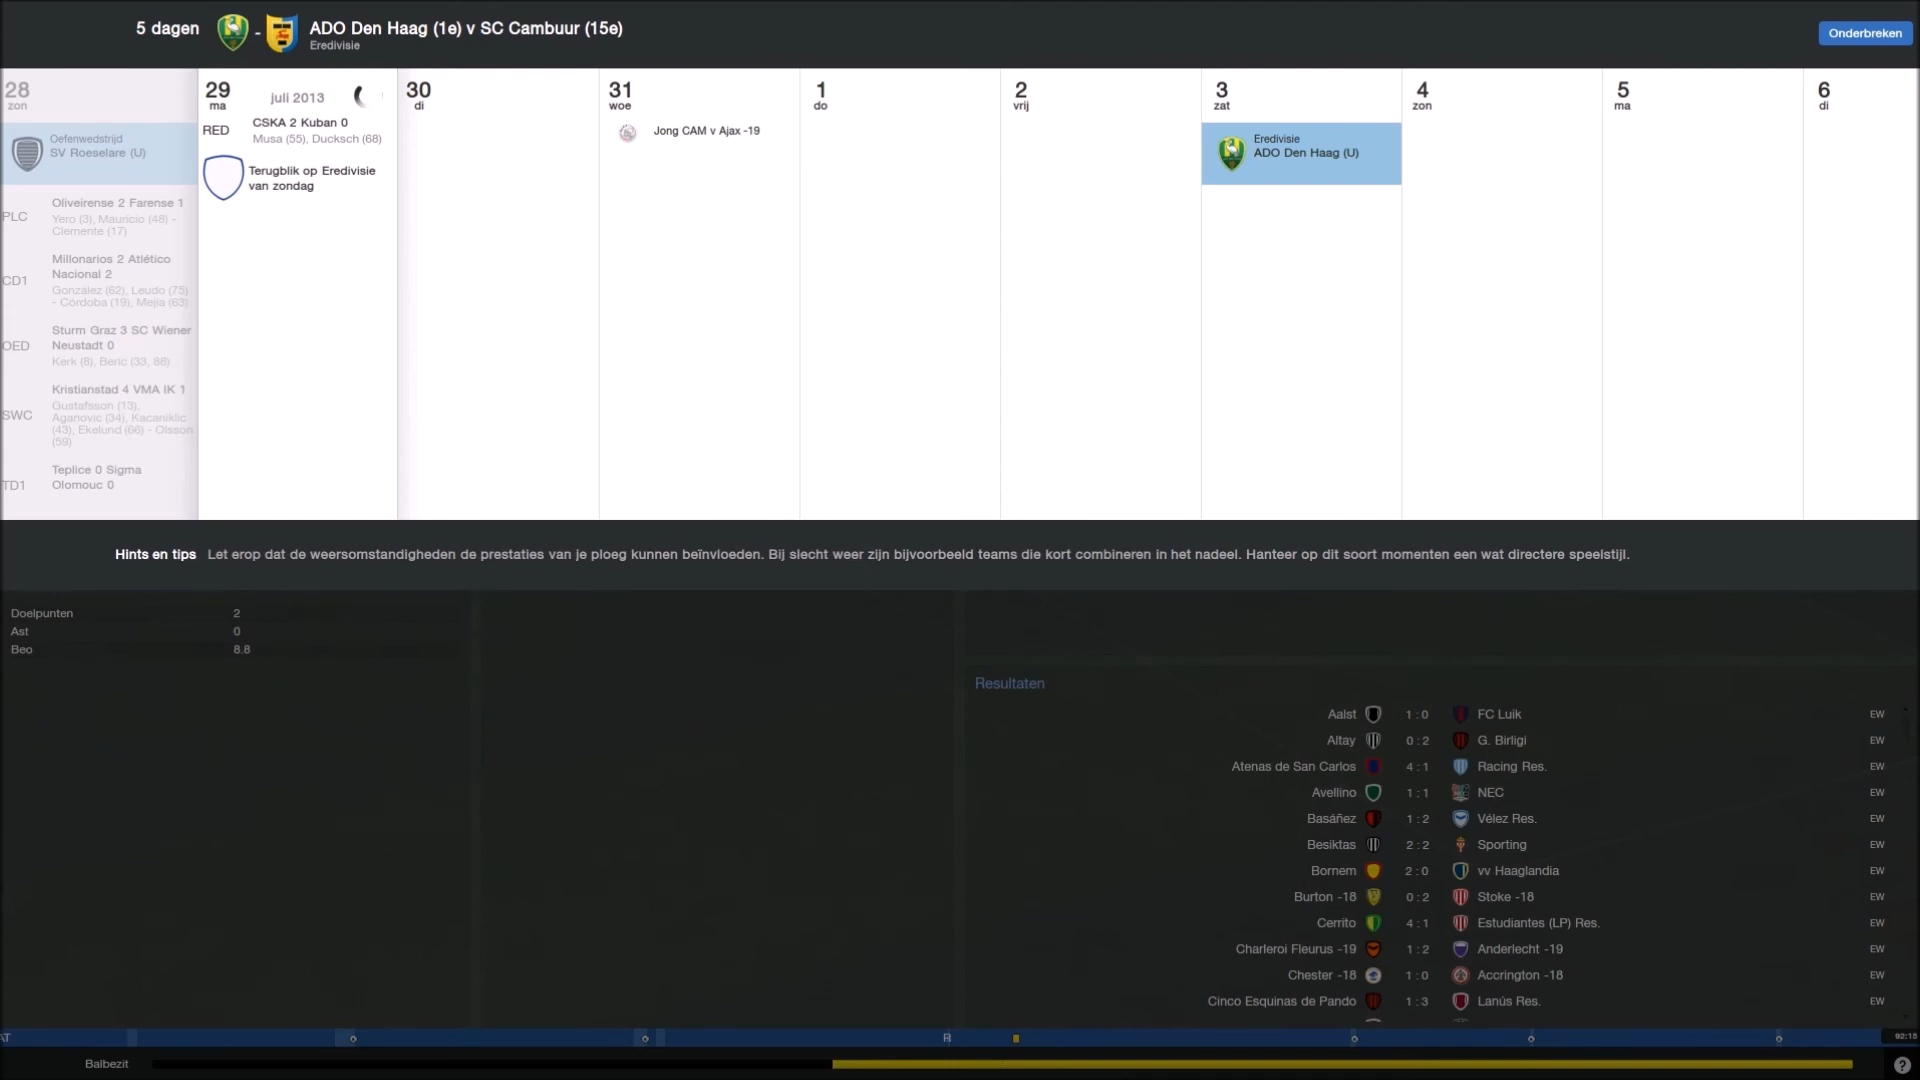 5 dagen
ADO Den Haag (1e) v SC Cambuur (15e)
Eredivisie
Onderbreken
28
zon
Oefenwedstrijd
SV Roeselare (U)
PLC
Oliveirense 2 Farense 1
Yero (3), Maurício (48) -
Clemente (17)
CD1
Millonarios 2 Atlético
Nacional 2
González (62), Leudo (75)
- Córdoba (19), Mejía (63)
OED
Sturm Graz 3 SC Wiener
Neustadt 0
Kerk (8), Beric (33, 88)
SWC
Kristianstad 4 VMA IK 1
Gustafsson (13),
Aganovic (34), Kacaniklic
(43), Ekelund (66) - Olsson
(59)
TD1
Teplice 0 Sigma
Olomouc 0
29
ma
juli 2013
RED
CSKA 2 Kuban 0
Musa (55), Ducksch (68)
Terugblik op Eredivisie
van zondag
30
di
31
woe
Jong CAM v Ajax -19
1
do
2
vrij
3
zat
Eredivisie
ADO Den Haag (U)
4
zon
5
ma
6
di
Hints en tips Let erop dat de weersomstandigheden de prestaties van je ploeg kunnen beïnvloeden. Bij slecht weer zijn bijvoorbeeld teams die kort combineren in het nadeel. Hanteer op dit soort momenten een wat directere speelstijl.
Doelpunten 2
Ast 0
Beo 8.8
Resultaten
Aalst 1 : 0 FC Luik EW
Altay 0 : 2 G. Birligi EW
Atenas de San Carlos 4 : 1 Racing Res. EW
Avellino 1 : 1 NEC EW
Basáñez 1 : 2 Vélez Res. EW
Besiktas 2 : 2 Sporting EW
Bornem 2 : 0 vv Haaglandia EW
Burton -18 0 : 2 Stoke -18 EW
Cerrito 4 : 1 Estudiantes (LP) Res. EW
Charleroi Fleurus -19 1 : 2 Anderlecht -19 EW
Chester -18 1 : 0 Accrington -18 EW
Cinco Esquinas de Pando 1 : 3 Lanús Res. EW
AT
R
92:15
Balbezit
?